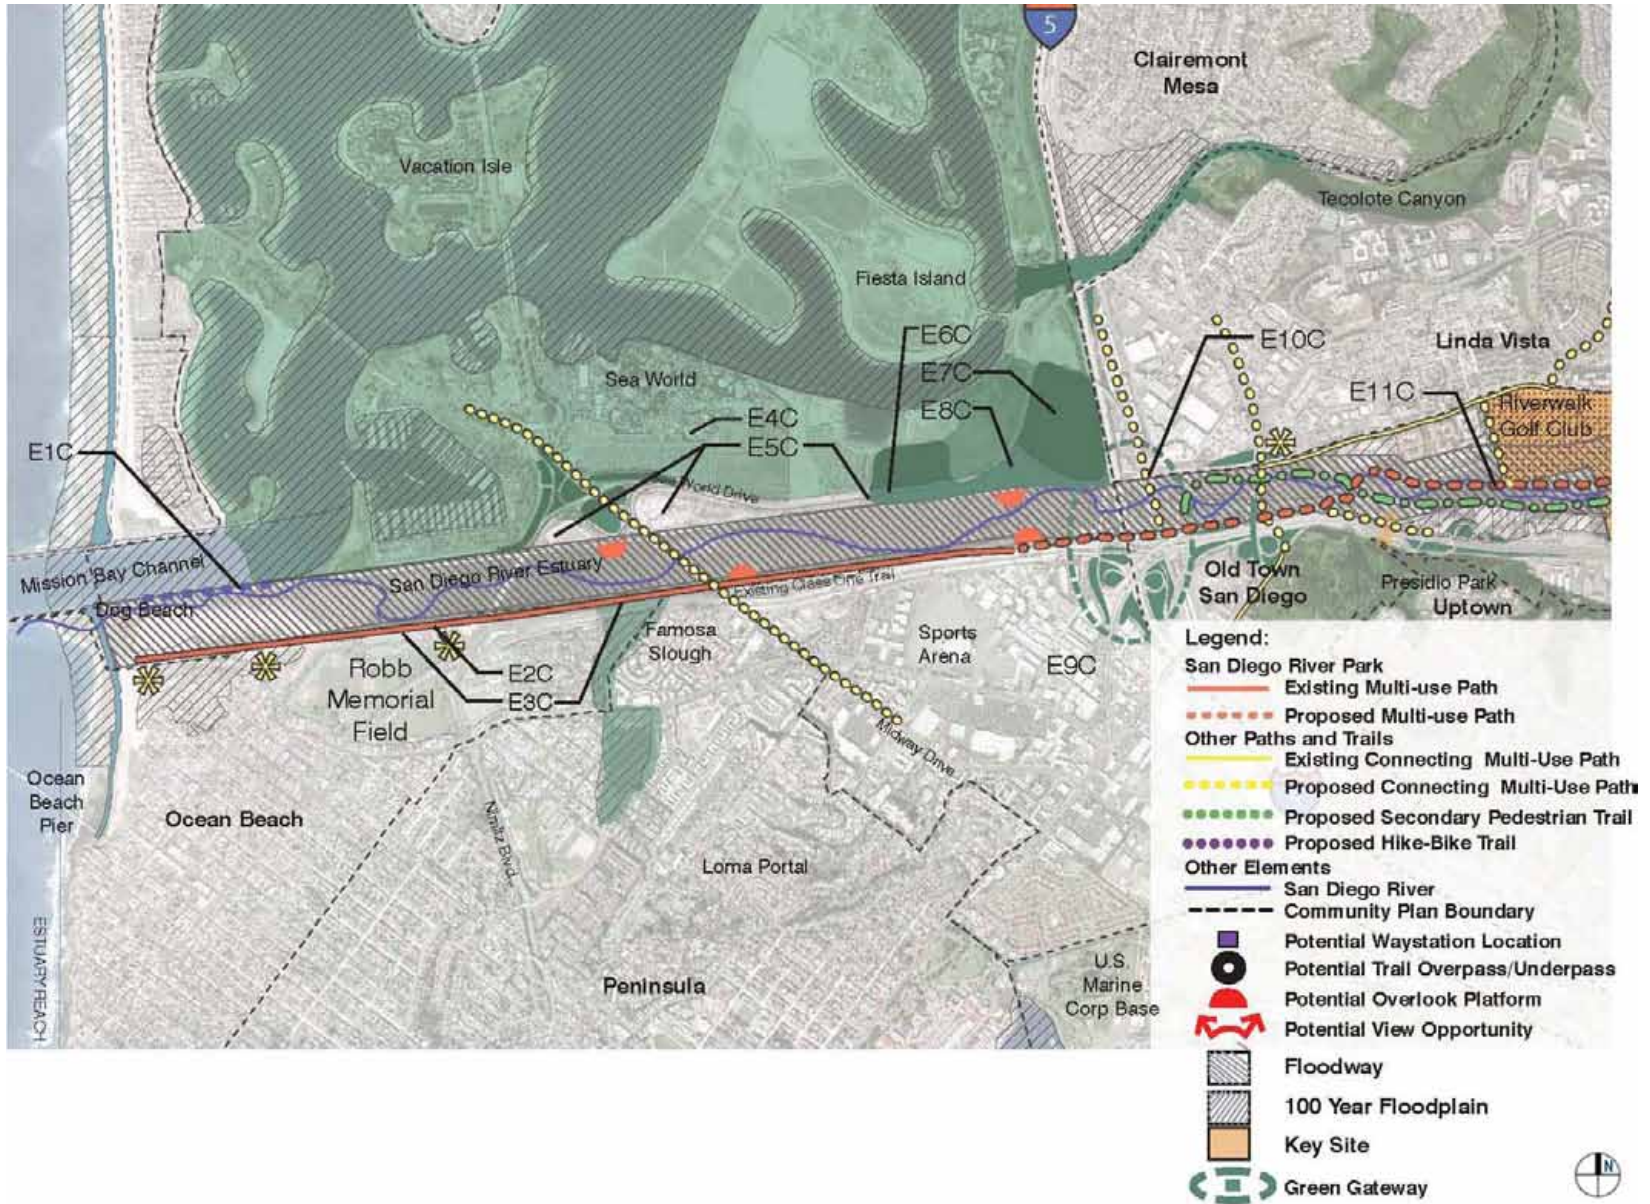 5
Clairemont
Mesa
Vacation Isle
Tecolote Canyon
Fiesta Island
E6C
E10C
Linda Vista
E7C
Sea World
E11C
E8C
Riverwalk
Golf Club
E4C
E1C
E5C
World Drive
Mission Bay Channel
San Diego River Estuary
Existing Class One Trail
Old Town
San Diego
Presidio Park
Uptown
Dog Beach
Famosa
Slough
Sports
Arena
E9C
Robb
Memorial
Field
E2C
E3C
Midway Drive
Ocean
Beach
Pier
Ocean Beach
Nimitz Blvd.
Loma Portal
Peninsula
U.S.
Marine
Corp Base
ESTUARY REACH
Legend:
San Diego River Park
Existing Multi-use Path
Proposed Multi-use Path
Other Paths and Trails
Existing Connecting Multi-Use Path
Proposed Connecting Multi-Use Path
Proposed Secondary Pedestrian Trail
Proposed Hike-Bike Trail
Other Elements
San Diego River
Community Plan Boundary
Potential Waystation Location
Potential Trail Overpass/Underpass
Potential Overlook Platform
Potential View Opportunity
Floodway
100 Year Floodplain
Key Site
Green Gateway
N